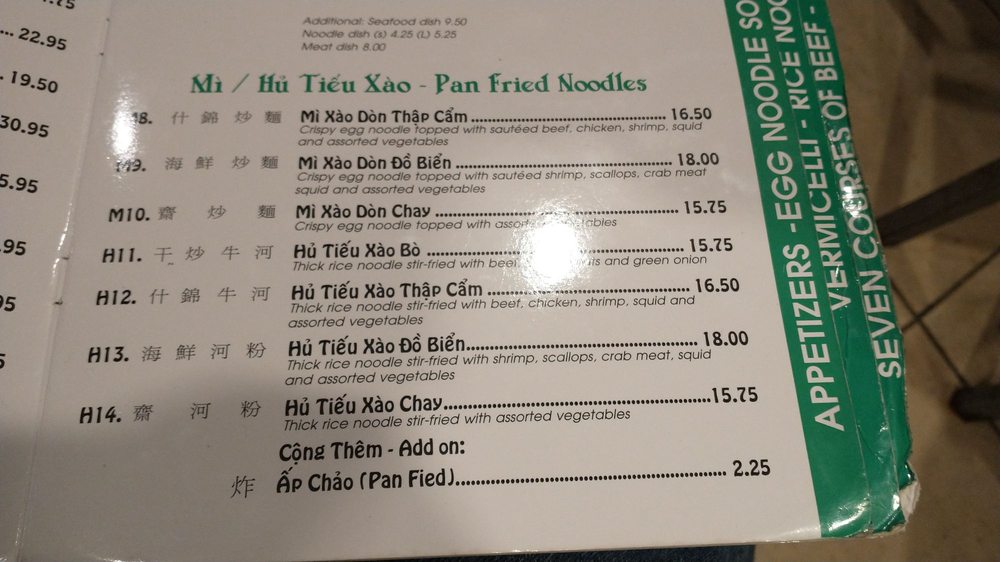 ... 22.95
. 19.50
30.95
5.95
.95
95
Additional: Seafood dish 9.50
Noodle dish (s) 4.25 (L) 5.25
Meat dish 8.00
Mì / Hủ Tiếu Xào - Pan Fried Noodles
什錦炒麵 Mì Xào Dòn Thập Cẩm ........ 16.50
Crispy egg noodle topped with sautéed beef, chicken, shrimp, squid
and assorted vegetables
M9. 海鮮炒麵 Mì Xào Dòn Đồ Biển ........ 18.00
Crispy egg noodle topped with sautéed shrimp, scallops, crab meat
squid and assorted vegetables
M10. 齋炒麵 Mì Xào Dòn Chay ........ 15.75
Crispy egg noodle topped with assorted vegetables
H11. 干炒牛河 Hủ Tiếu Xào Bò ........ 15.75
Thick rice noodle stir-fried with beef and green onion
H12. 什錦牛河 Hủ Tiếu Xào Thập Cẩm ........ 16.50
Thick rice noodle stir-fried with beef, chicken, shrimp, squid and
assorted vegetables
H13. 海鮮河粉 Hủ Tiếu Xào Đồ Biển ........ 18.00
Thick rice noodle stir-fried with shrimp, scallops, crab meat, squid
and assorted vegetables
H14. 齋河粉 Hủ Tiếu Xào Chay ........ 15.75
Thick rice noodle stir-fried with assorted vegetables
Cộng Thêm - Add on:
炸 Ấp Chảo (Pan Fied) ........ 2.25
APPETIZERS - EGG NOODLE SO
VERMICELLI - RICE NOO
SEVEN COURSES OF BEEF -